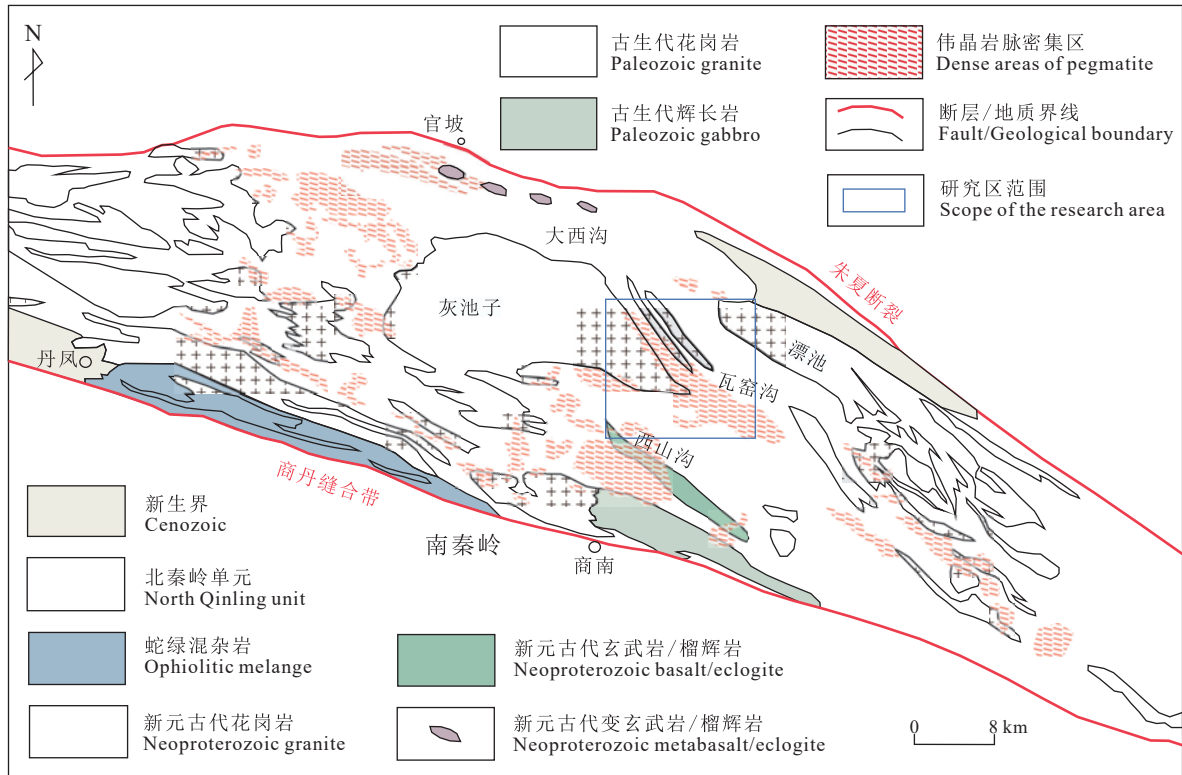 N
古生代花岗岩
Paleozoic granite
伟晶岩脉密集区
Dense areas of pegmatite
古生代辉长岩
Paleozoic gabbro
断层/地质界线
Fault/Geological boundary
研究区范围
Scope of the research area
官坡
大西沟
朱夏断裂
灰池子
丹凤
漂池
瓦窑沟
西山沟
商丹缝合带
南秦岭
商南
新生界
Cenozoic
北秦岭单元
North Qinling unit
蛇绿混杂岩
Ophiolitic melange
新元古代花岗岩
Neoproterozoic granite
新元古代玄武岩/榴辉岩
Neoproterozoic basalt/eclogite
新元古代变玄武岩/榴辉岩
Neoproterozoic metabasalt/eclogite
0 8 km